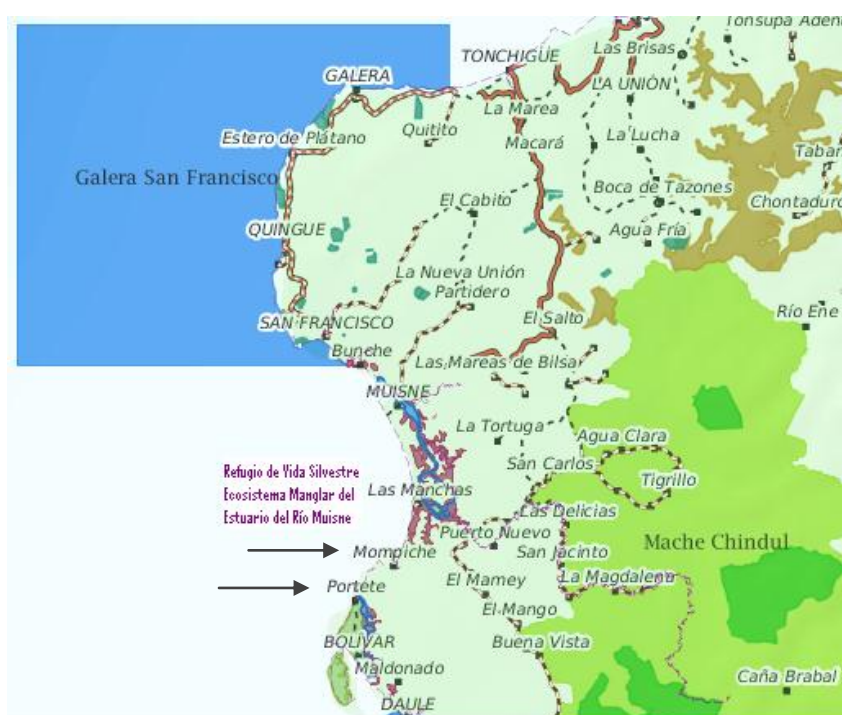 Tonsupa Aden
Las Brisas
TONCHIGÜE
GALERA
LA UNIÓN
La Marea
Estero de Plátano
Quitito
Macará
La Lucha
Tabar
Galera San Francisco
Boca de Tazones
El Cabito
Chontaduro
QUINGUE
Agua Fría
La Nueva Unión
Partidero
Río Ene
SAN FRANCISCO
El Salto
Bunche
Las Mareas de Bilsa
MUISNE
La Tortuga
Agua Clara
San Carlos
Refugio de Vida Silvestre
Ecosistema Manglar del
Estuario del Río Muisne
Tigrillo
Las Manchas
Las Delicias
Puerto Nuevo
Mache Chindul
Mompiche
San Jacinto
Portete
El Mamey
La Magdalena
El Mango
BOLÍVAR
Buena Vista
Maldonado
Caña Brabal
DAULE